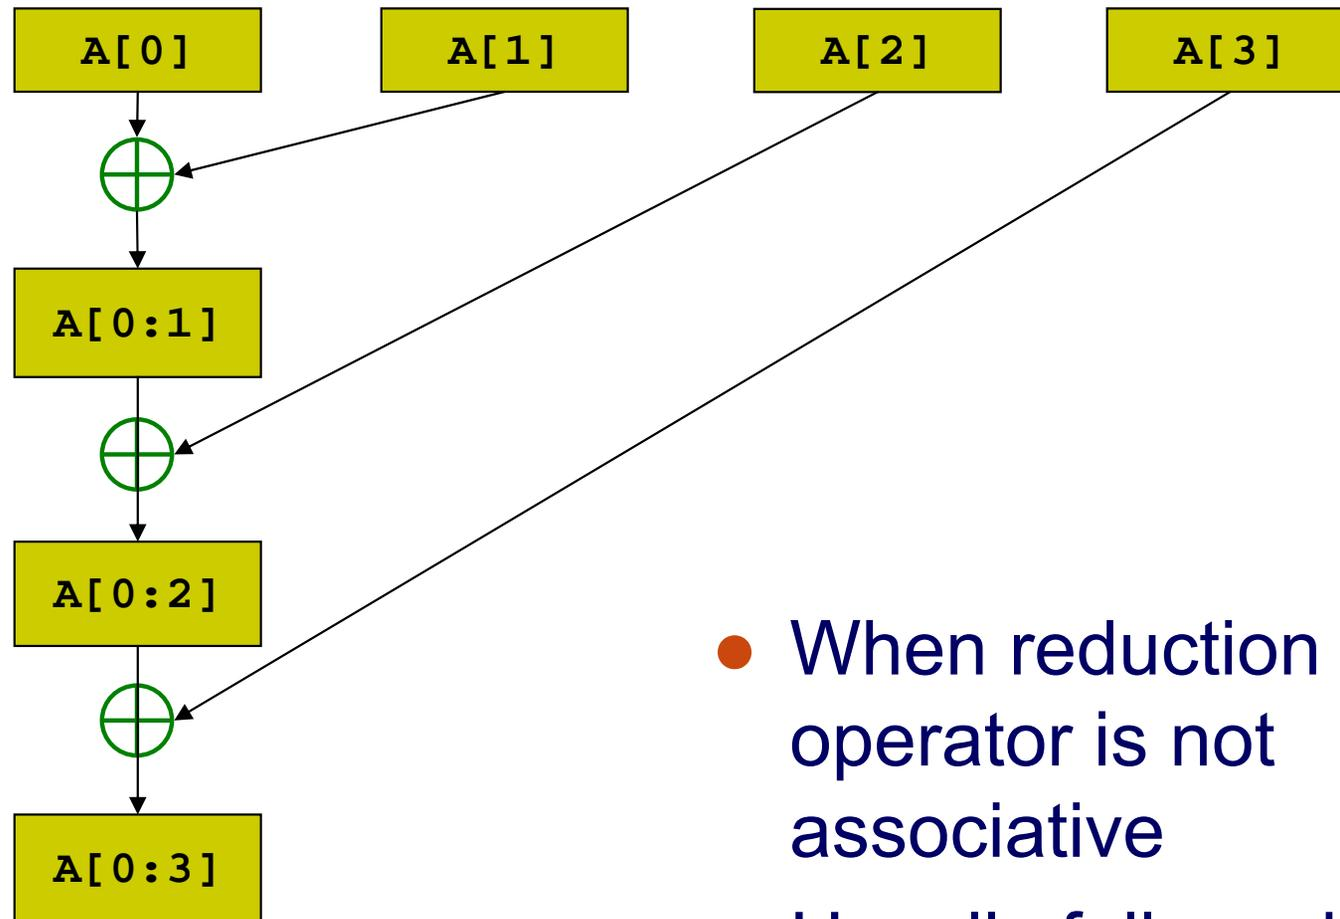 A[0] A[1] A[2] A[3]
A[0:1]
A[0:2]
A[0:3]
● When reduction
operator is not
associative